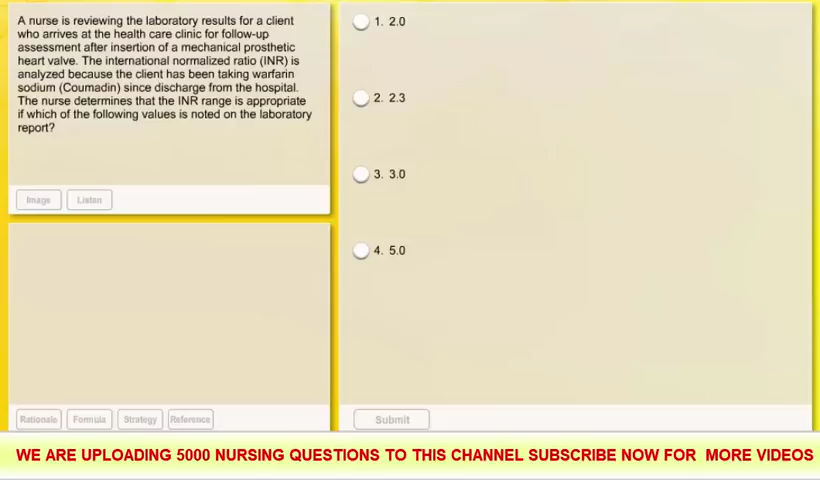 A nurse is reviewing the laboratory results for a client
who arrives at the health care clinic for follow-up
assessment after insertion of a mechanical prosthetic
heart valve. The international normalized ratio (INR) is
analyzed because the client has been taking warfarin
sodium (Coumadin) since discharge from the hospital.
The nurse determines that the INR range is appropriate
if which of the following values is noted on the laboratory
report?
Image Listen
1. 2.0
2. 2.3
3. 3.0
4. 5.0
Rationale Formula Strategy Reference
Submit
WE ARE UPLOADING 5000 NURSING QUESTIONS TO THIS CHANNEL SUBSCRIBE NOW FOR MORE VIDEOS